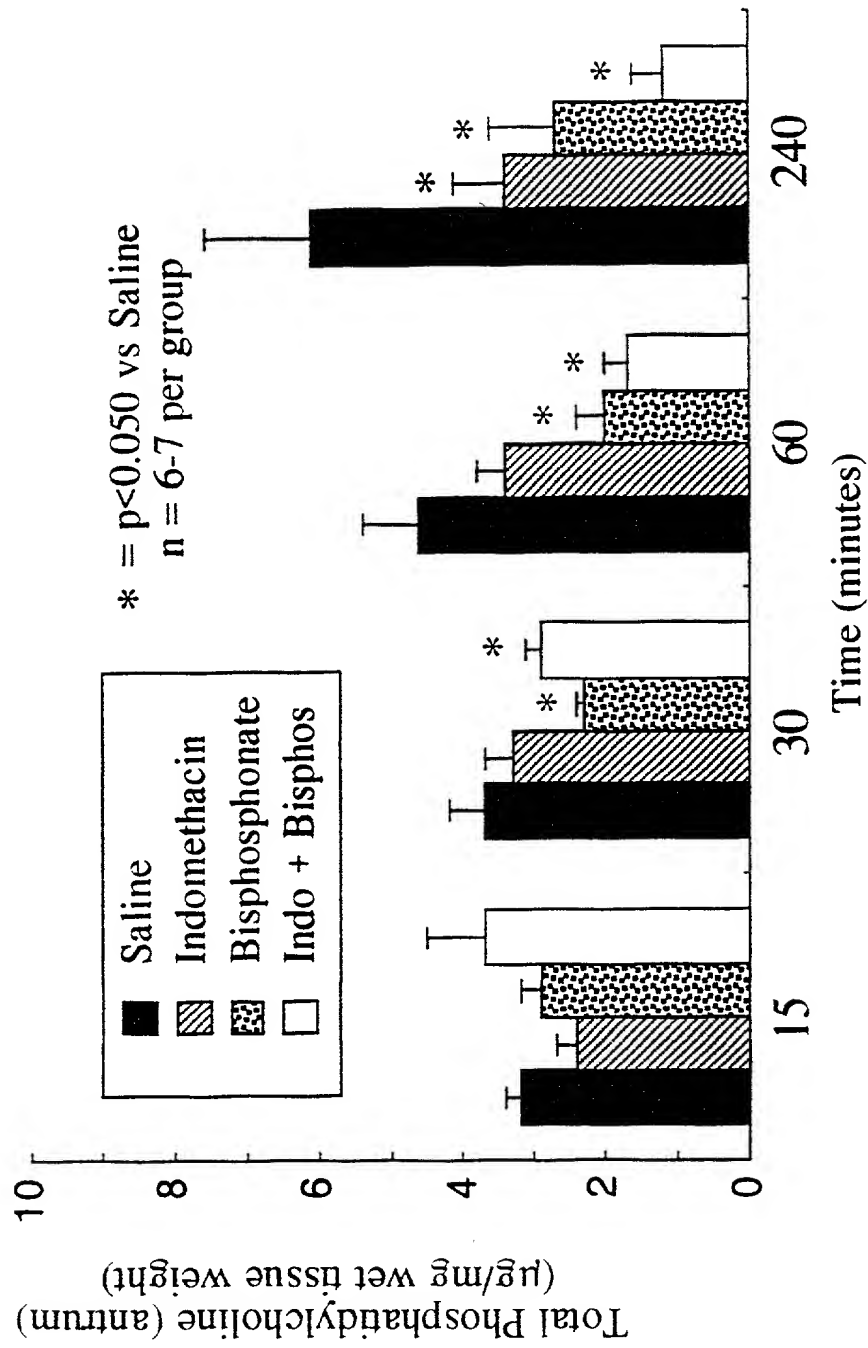 * = p<0.050 vs Saline
n = 6-7 per group
Saline
Indomethacin
Bisphosphonate
Indo + Bisphos
Total Phosphatidylcholine (antrum)
(µg/mg wet tissue weight)
10
8
6
4
2
0
*
*
*
*
*
*
*
15
30
60
240
Time (minutes)